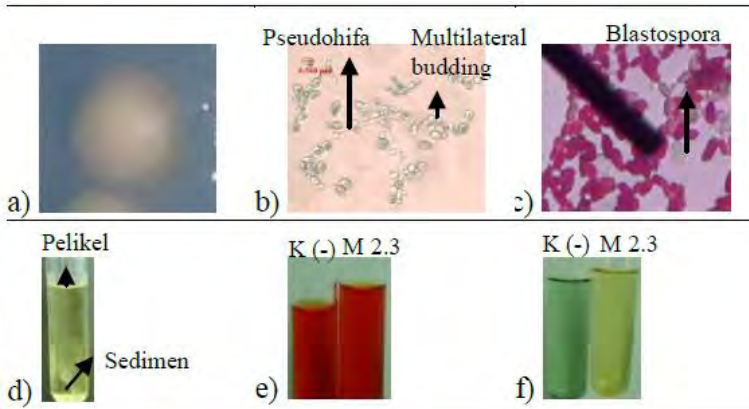 Pseudohifa
Multilateral
budding
Blastospora
a)
b)
c)
Pelikel
K (-) M 2.3
K (-) M 2.3
Sedimen
d)
e)
f)